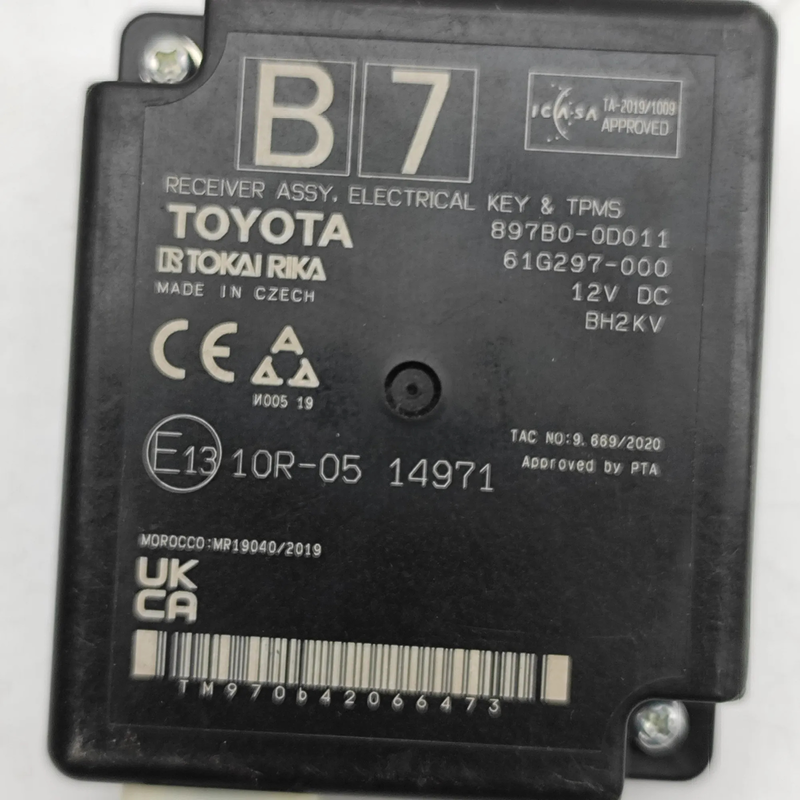 B 7
ICASA TA-2019/1009
APPROVED
RECEIVER ASSY, ELECTRICAL KEY & TPMS
TOYOTA 897B0-0D011
TOKAI RIKA 61G297-000
MADE IN CZECH 12V DC
BH2KV
CE
И005 19
TAC NO:9.669/2020
Approved by PTA
E13 10R-05 14971
MOROCCO:MR19040/2019
UK
CA
TM970b42066473